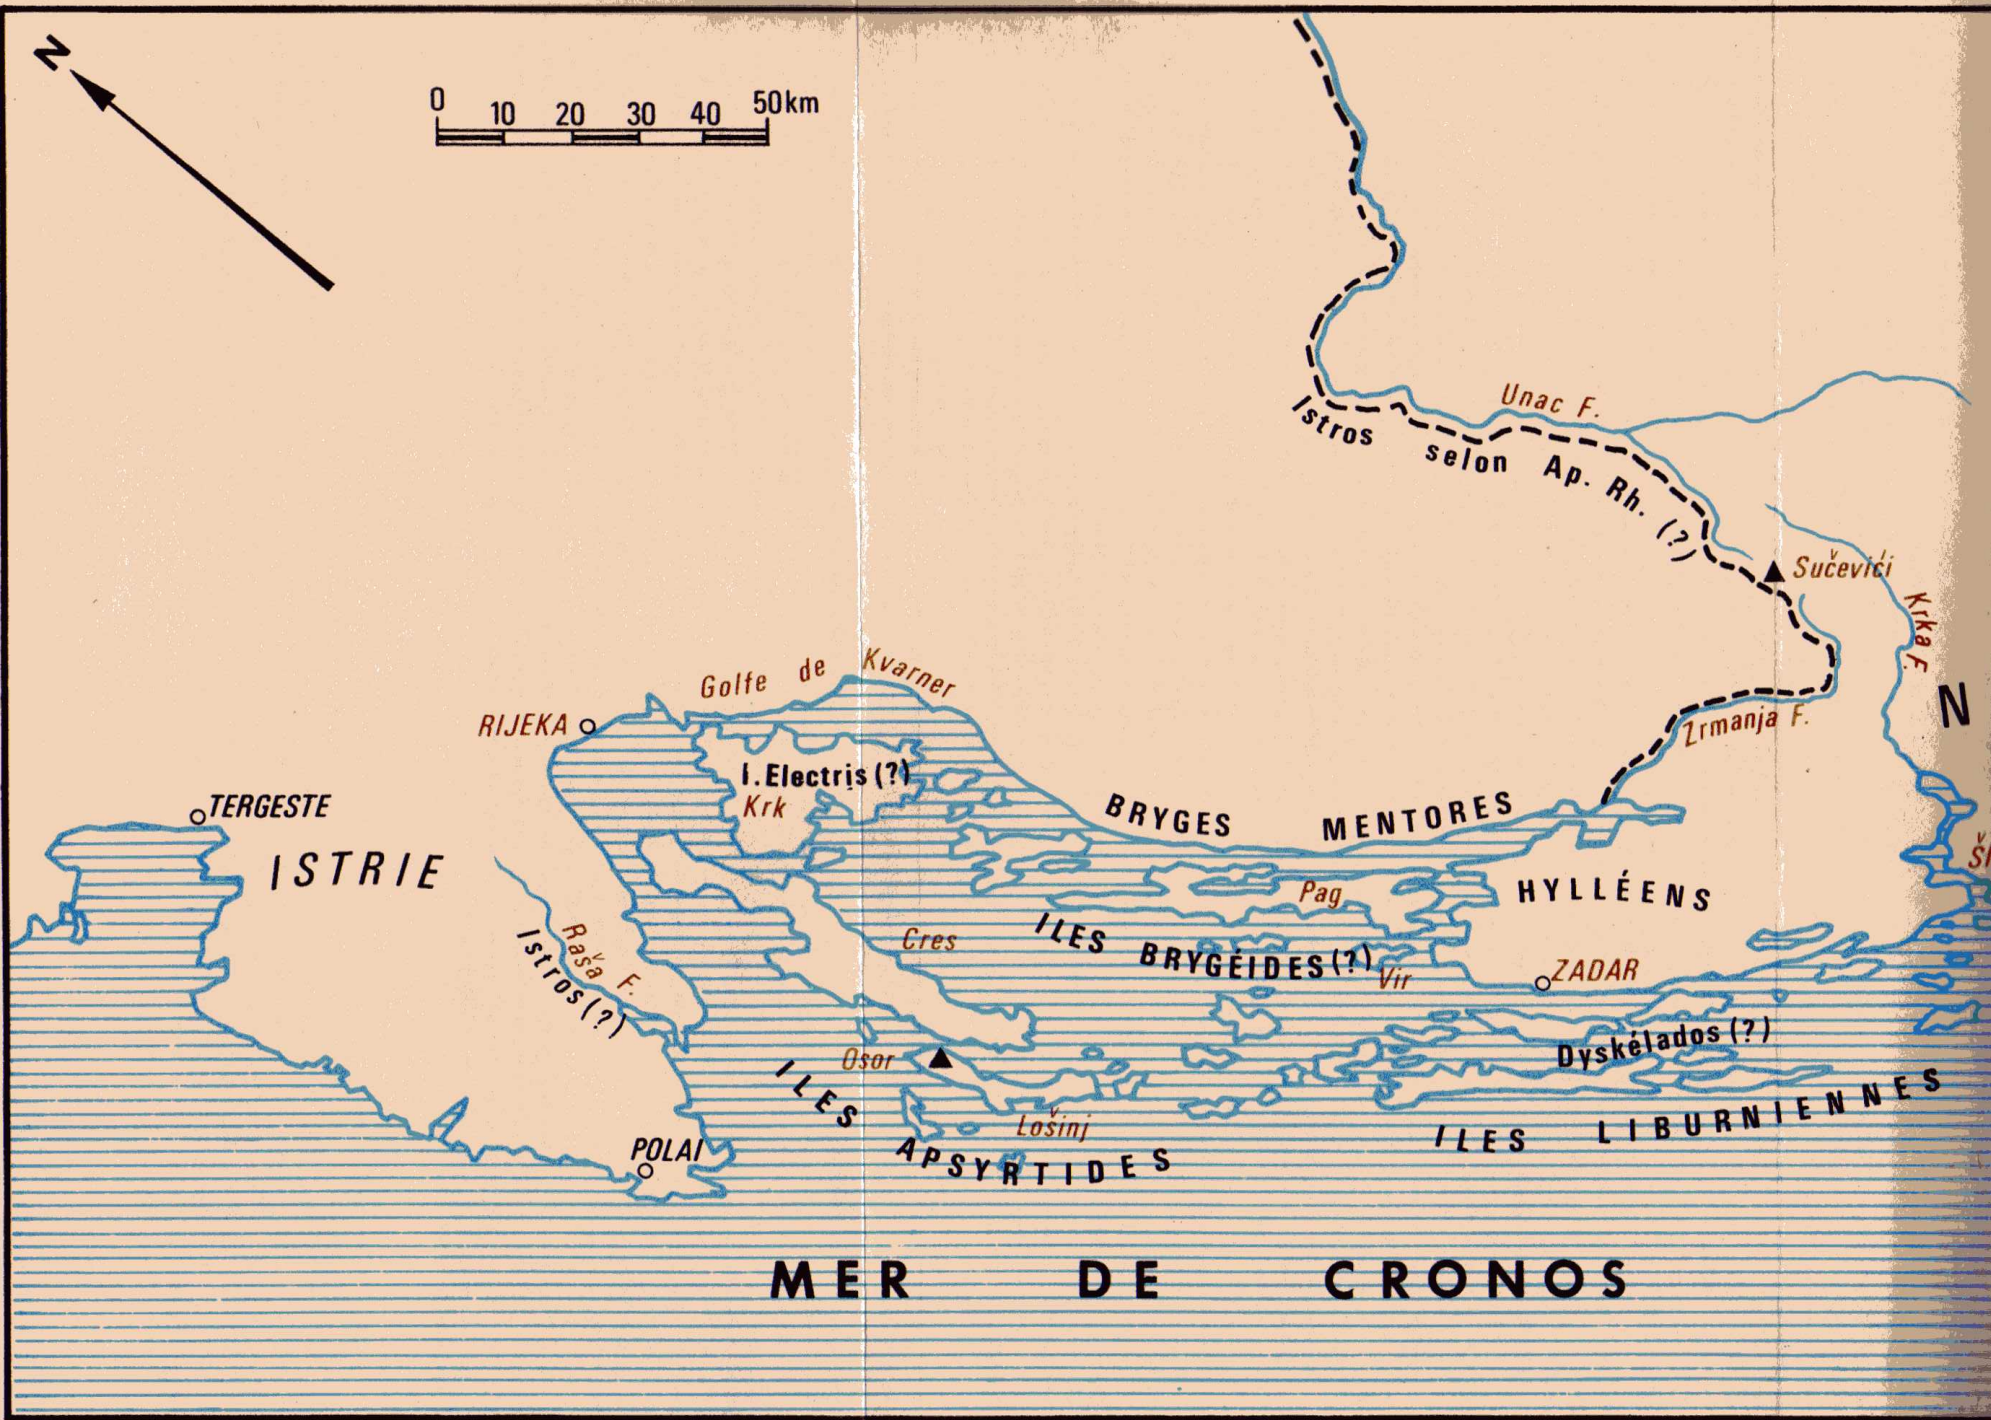 N
0 10 20 30 40 50km
Unac F.
Istros selon Ap. Rh. (?)
Sučevići
Krka F.
Golfe de Kvarner
RIJEKA
Zrmanja F.
N
I. Electris (?)
Krk
TERGESTE
BRYGES MENTORES
ISTRIE
HYLLÉENS
Pag
ILES BRYGÉIDES (?)
Cres
Vir
ZADAR
Raša F.
Istros (?)
Dyskélados (?)
Osor
ILES APSYRTIDES
Lošinj
ILES LIBURNIENNES
POLAI
MER DE CRONOS